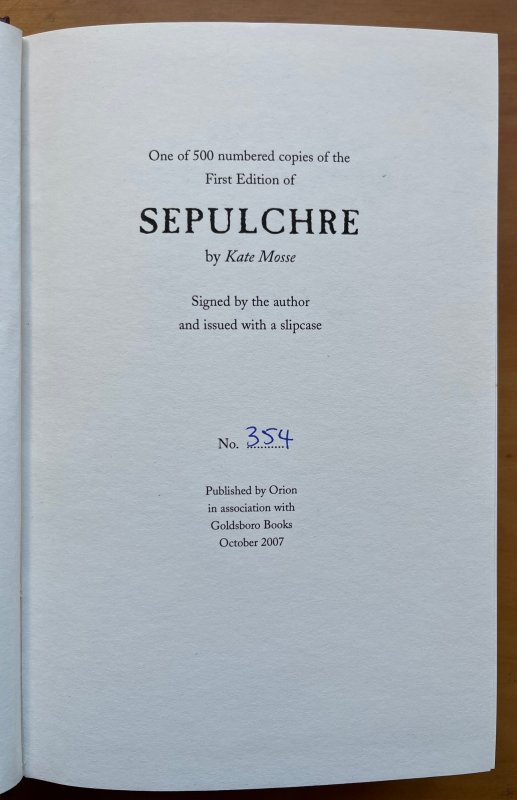 One of 500 numbered copies of the
First Edition of
SEPULCHRE
by Kate Mosse
Signed by the author
and issued with a slipcase
No. 354
Published by Orion
in association with
Goldsboro Books
October 2007